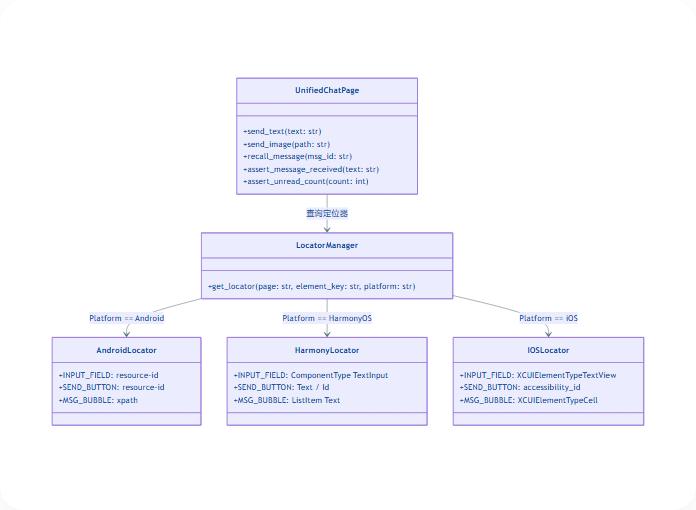 UnifiedChatPage
+send_text(text: str)
+send_image(path: str)
+recall_message(msg_id: str)
+assert_message_received(text: str)
+assert_unread_count(count: int)
查询定位器
LocatorManager
+get_locator(page: str, element_key: str, platform: str)
Platform == Android
Platform == HarmonyOS
Platform == iOS
AndroidLocator
+INPUT_FIELD: resource-id
+SEND_BUTTON: resource-id
+MSG_BUBBLE: xpath
HarmonyLocator
+INPUT_FIELD: ComponentType TextInput
+SEND_BUTTON: Text / Id
+MSG_BUBBLE: ListItem Text
IOSLocator
+INPUT_FIELD: XCUIElementTypeTextView
+SEND_BUTTON: accessibility_id
+MSG_BUBBLE: XCUIElementTypeCell